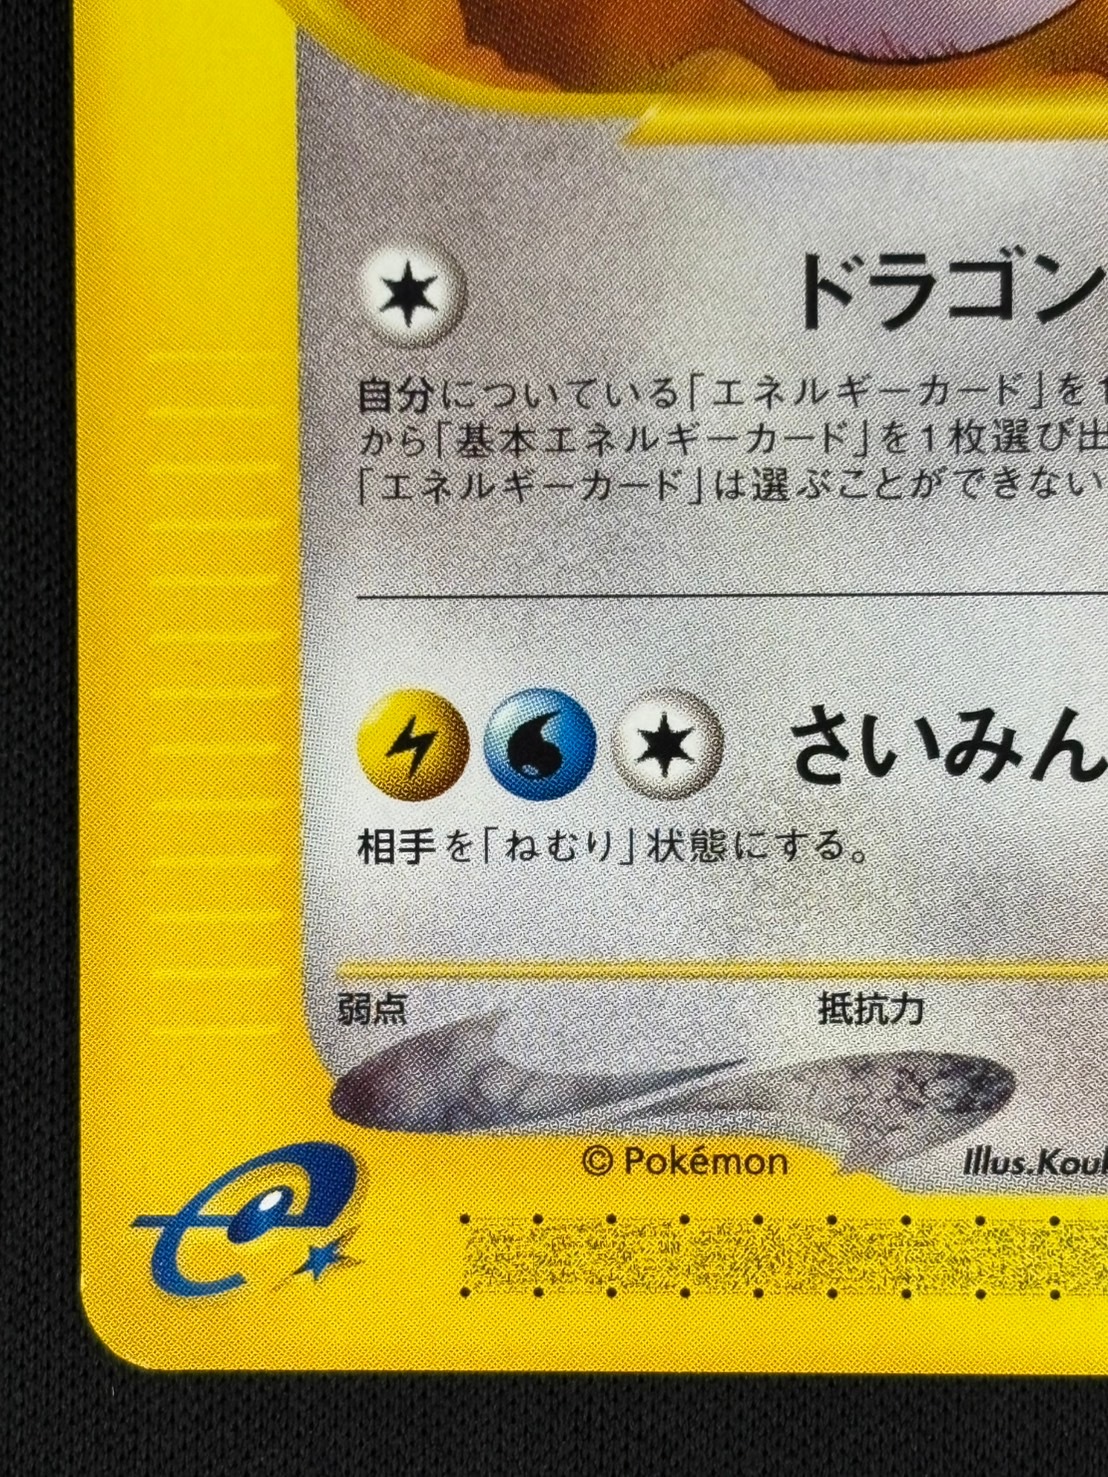 ドラゴン
自分についている「エネルギーカード」を1
から「基本エネルギーカード」を1枚選び出
「エネルギーカード」は選ぶことができない
さいみん
相手を「ねむり」状態にする。
弱点 抵抗力
© Pokémon Illus.Kou
e